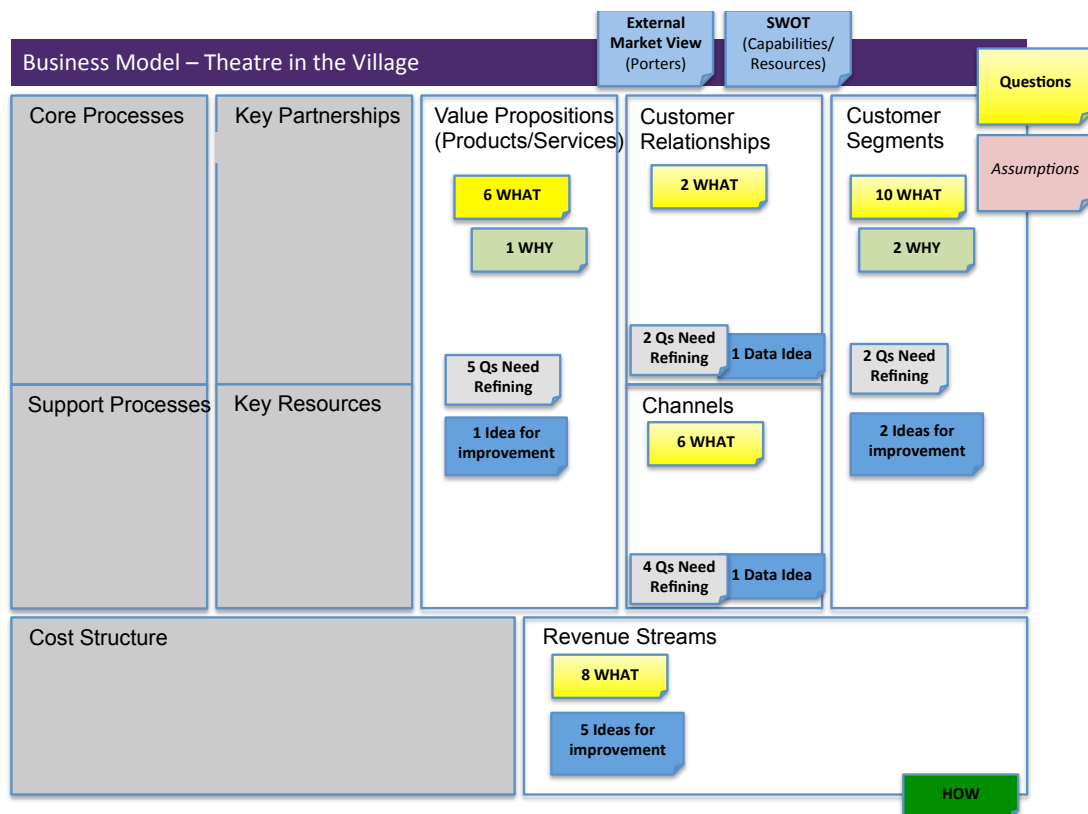 External
Market View
(Porters)
SWOT
(Capabilities/
Resources)
Business Model – Theatre in the Village
Questions
Assumptions
Core Processes
Key Partnerships
Value Propositions
(Products/Services)
6 WHAT
1 WHY
5 Qs Need
Refining
1 Idea for
improvement
Customer
Relationships
2 WHAT
2 Qs Need
Refining
1 Data Idea
Customer
Segments
10 WHAT
2 WHY
2 Qs Need
Refining
2 Ideas for
improvement
Support Processes
Key Resources
Channels
6 WHAT
4 Qs Need
Refining
1 Data Idea
Cost Structure
Revenue Streams
8 WHAT
5 Ideas for
improvement
HOW